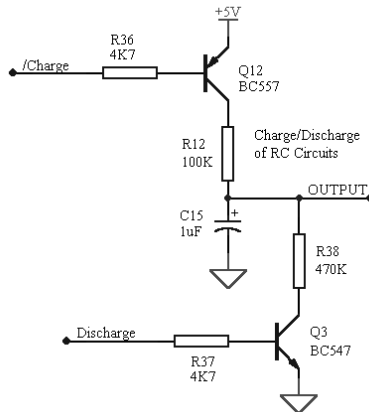 +5V
R36
4K7
/Charge
Q12
BC557
R12
100K
Charge/Discharge
of RC Circuits
OUTPUT
C15
1uF
+
R38
470K
Discharge
R37
4K7
Q3
BC547